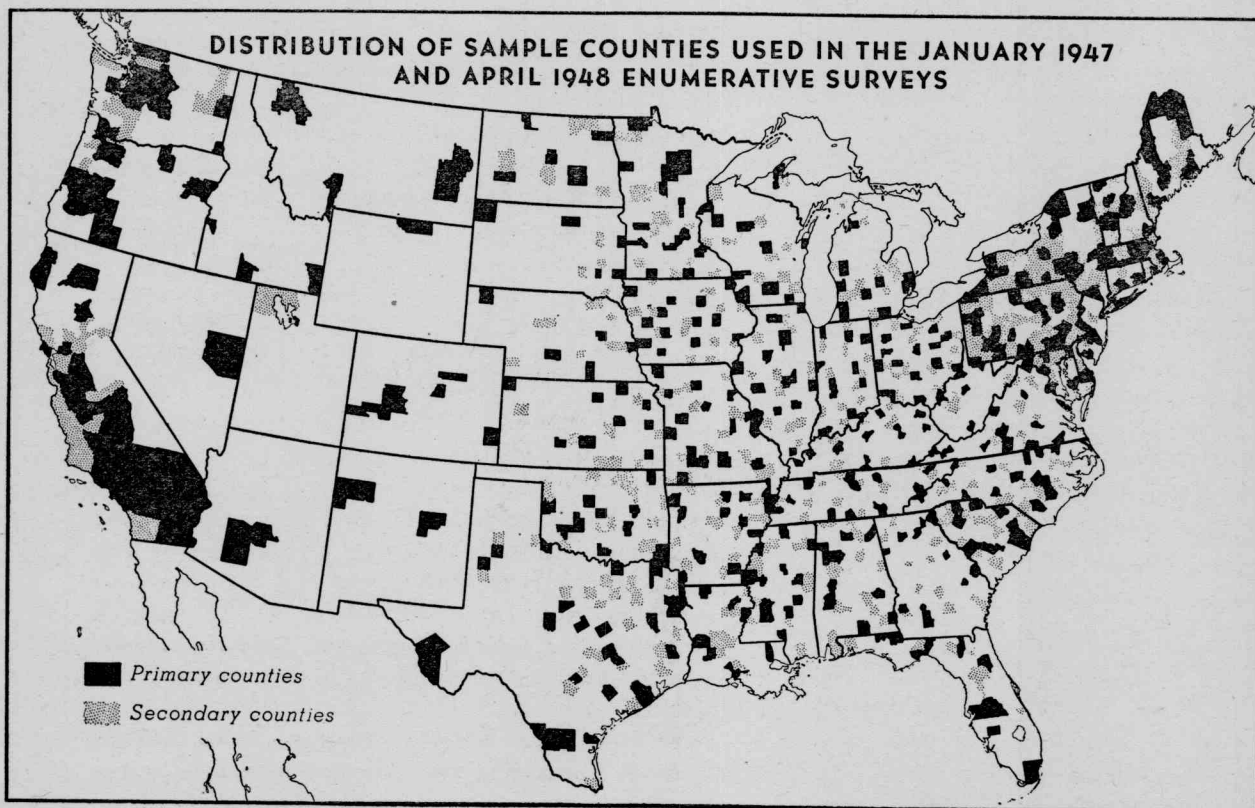 DISTRIBUTION OF SAMPLE COUNTIES USED IN THE JANUARY 1947
AND APRIL 1948 ENUMERATIVE SURVEYS
Primary counties
Secondary counties